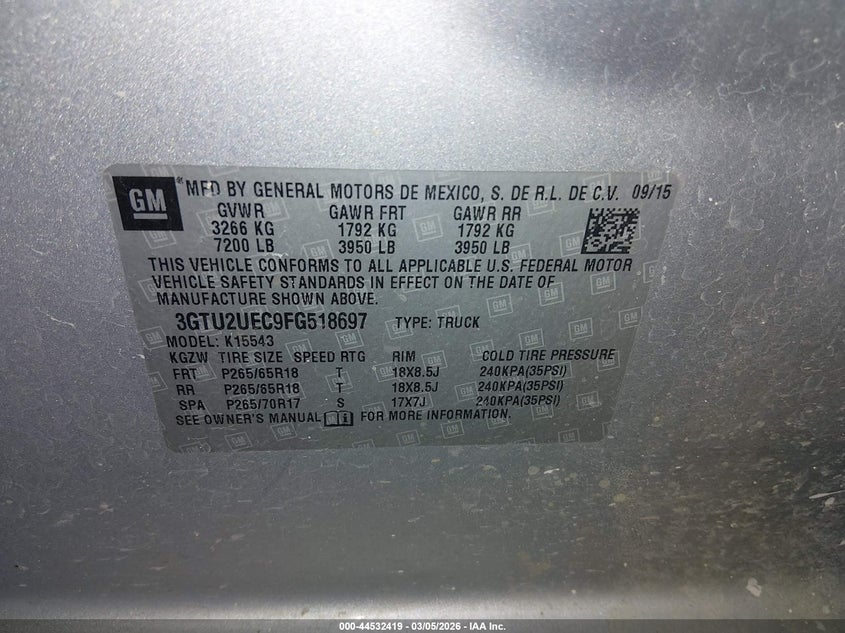 GM
MFD BY GENERAL MOTORS DE MEXICO, S. DE R.L. DE C.V. 09/15
GVWR GAWR FRT GAWR RR
3266 KG 1792 KG 1792 KG
7200 LB 3950 LB 3950 LB
THIS VEHICLE CONFORMS TO ALL APPLICABLE U.S. FEDERAL MOTOR
VEHICLE SAFETY STANDARDS IN EFFECT ON THE DATE OF
MANUFACTURE SHOWN ABOVE.
3GTU2UEC9FG518697 TYPE: TRUCK
MODEL: K15543
KGZW TIRE SIZE SPEED RTG RIM COLD TIRE PRESSURE
FRT P265/65R18 T 18X8.5J 240KPA(35PSI)
RR P265/65R18 T 18X8.5J 240KPA(35PSI)
SPA P265/70R17 S 17X7J 240KPA(35PSI)
SEE OWNER'S MANUAL FOR MORE INFORMATION.
000-44532419 - 03/05/2026 - IAA Inc.